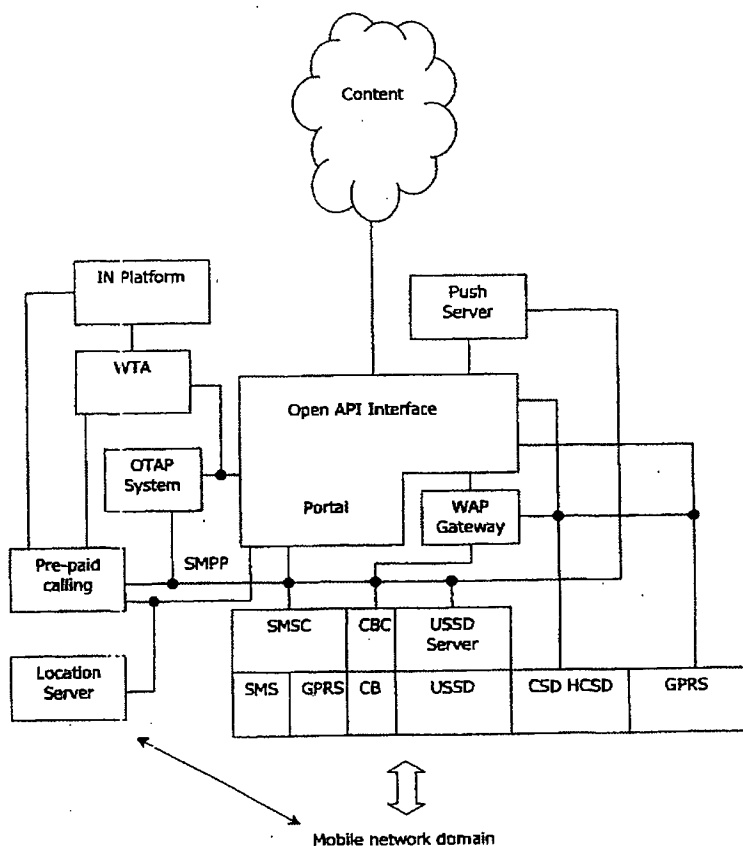 Content
IN Platform
Push
Server
WTA
Open API Interface
OTAP
System
Portal
WAP
Gateway
Pre-paid
calling
SMPP
SMSC
CBC
USSD
Server
Location
Server
SMS
GPRS
CB
USSD
CSD HCSD
GPRS
Mobile network domain